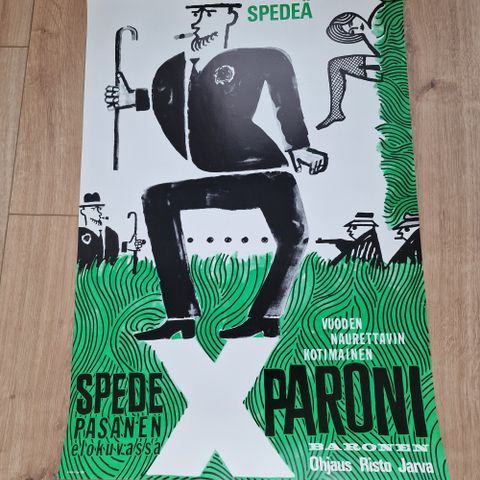 SPEDEÄ
VUODEN
NAURETTAVIN
KOTIMAINEN
SPEDE
PASANEN
elokuvassa
X PARONI
BARONEN
Ohjaus Risto Jarva